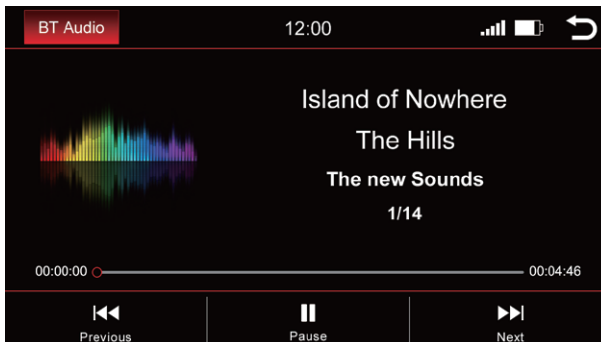 BT Audio 12:00
Island of Nowhere
The Hills
The new Sounds
1/14
00:00:00 00:04:46
Previous Pause Next